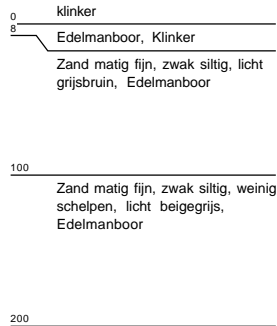 klinker
0
8
Edelmanboor, Klinker
Zand matig fijn, zwak siltig, licht
grijsbruin, Edelmanboor
100
Zand matig fijn, zwak siltig, weinig
schelpen, licht beigegrijs,
Edelmanboor
200